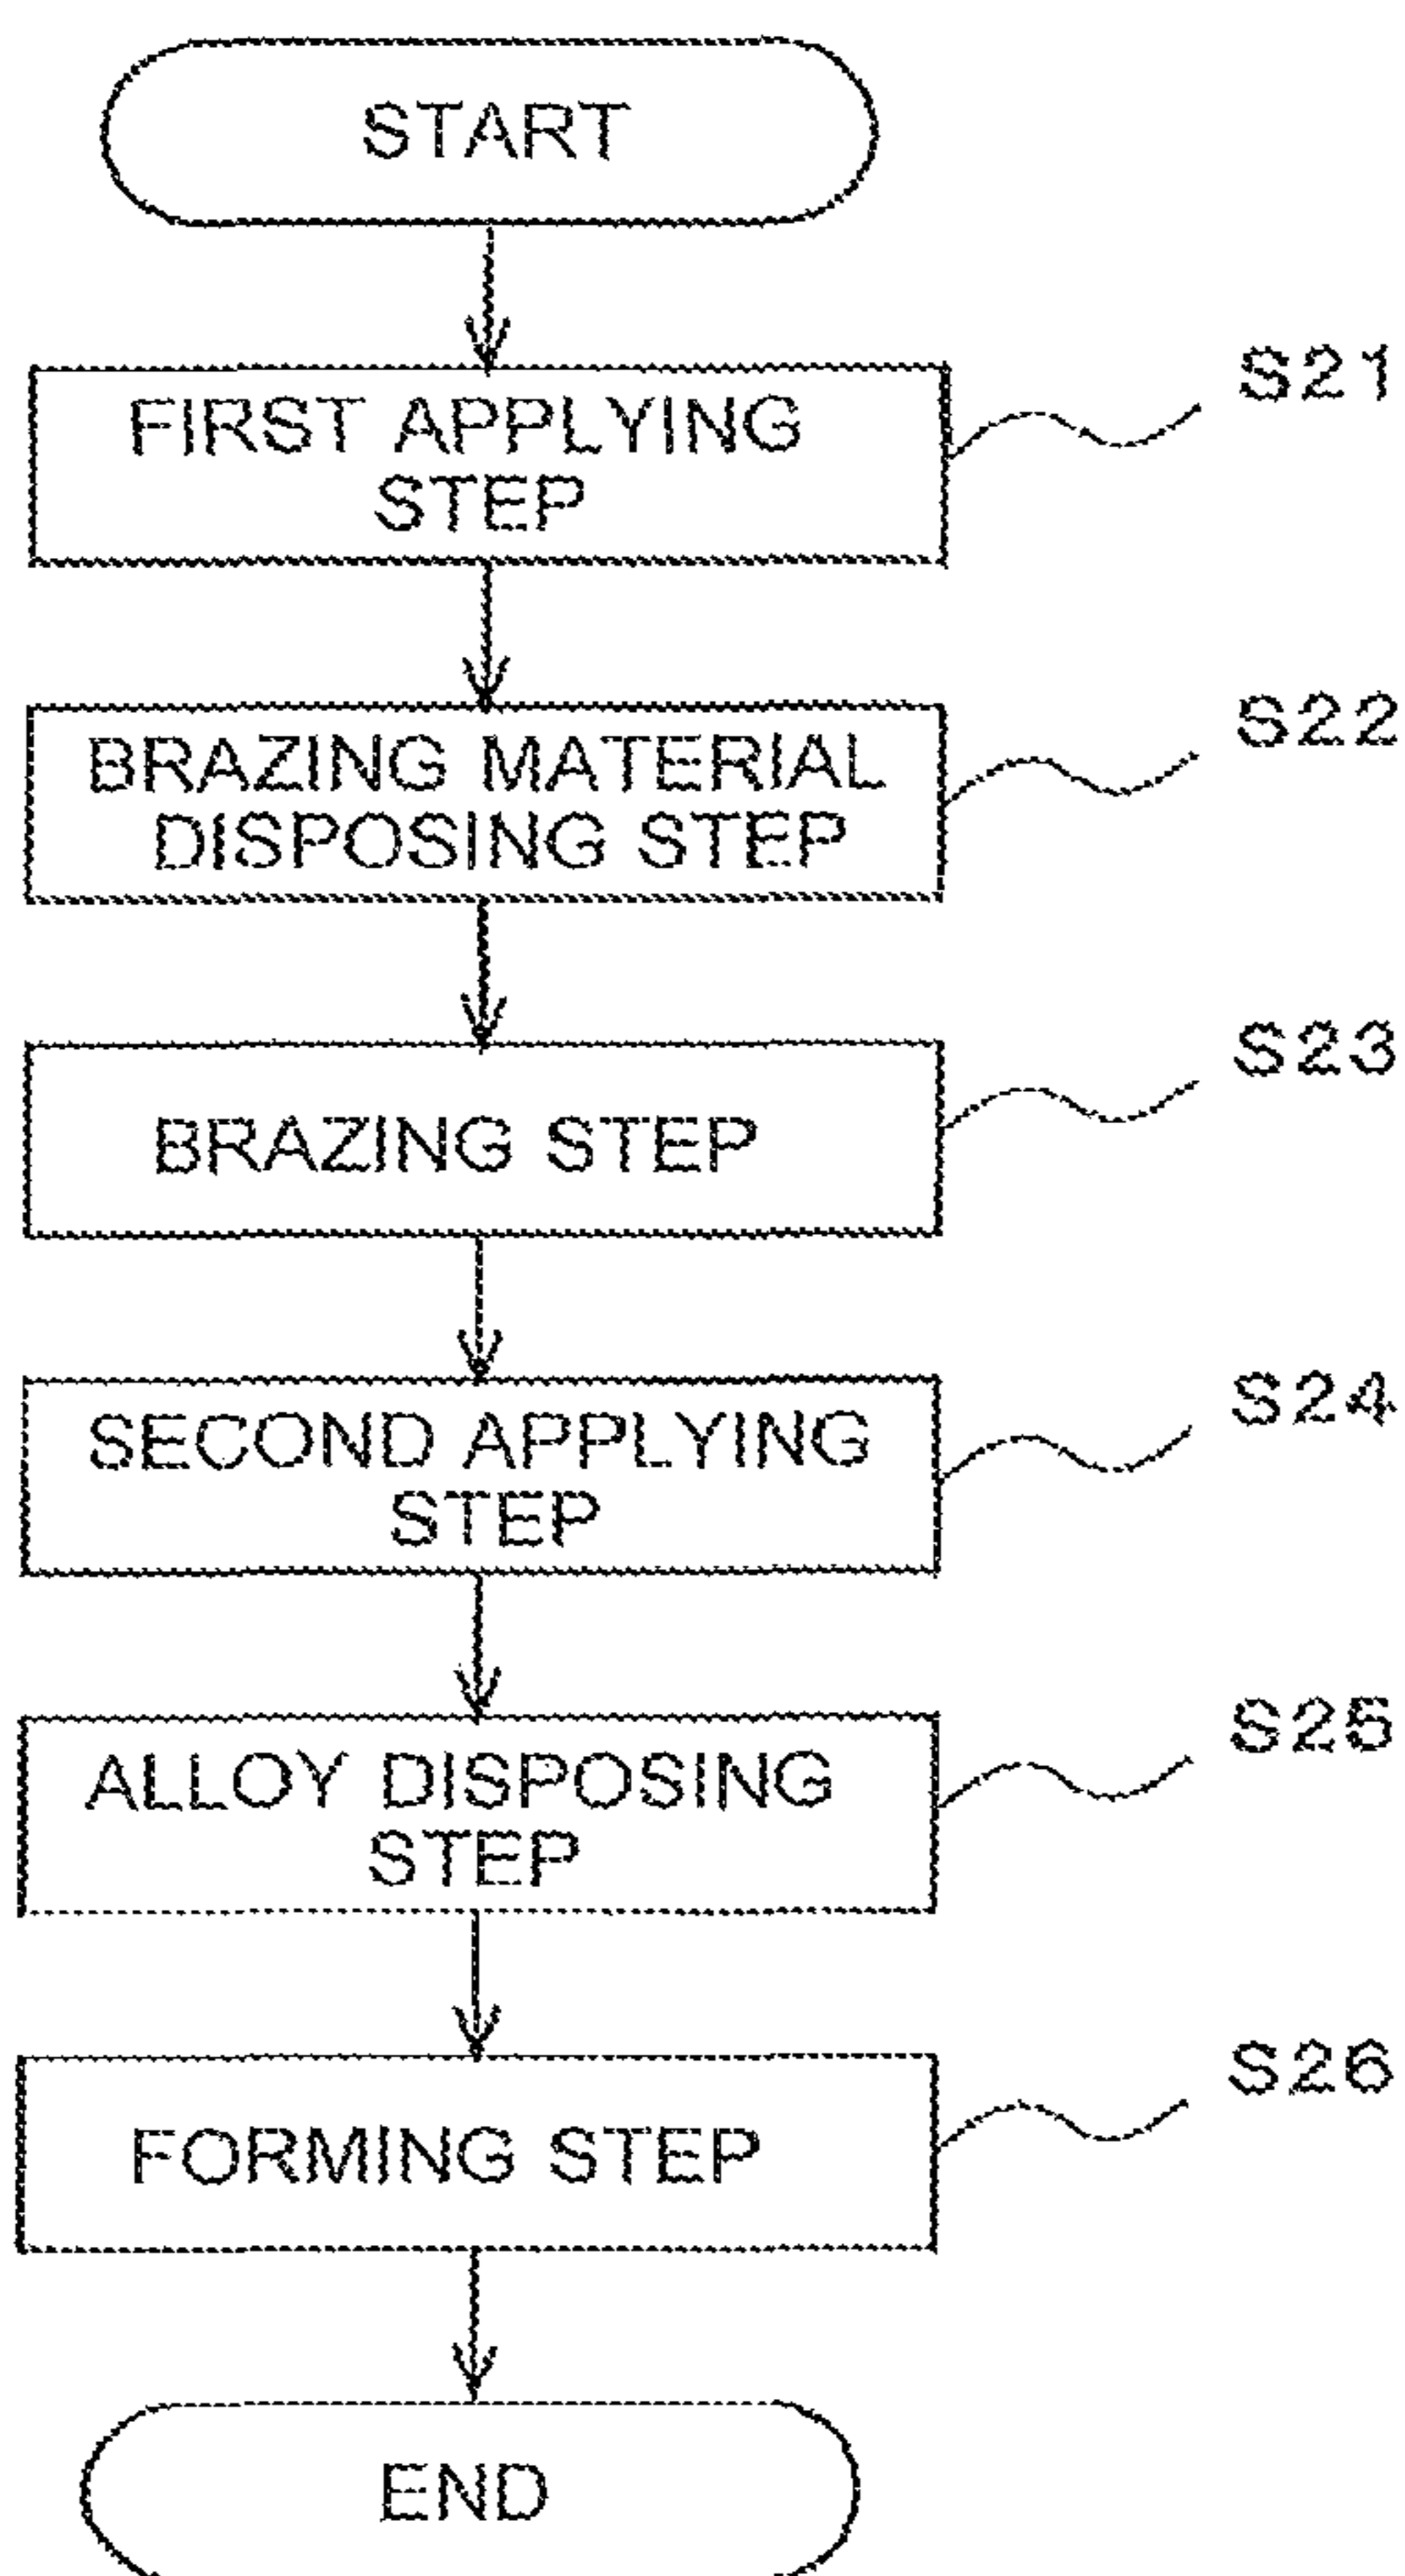 START
FIRST APPLYING
STEP
S21
BRAZING MATERIAL
DISPOSING STEP
S22
BRAZING STEP
S23
SECOND APPLYING
STEP
S24
ALLOY DISPOSING
STEP
S25
FORMING STEP
S26
END